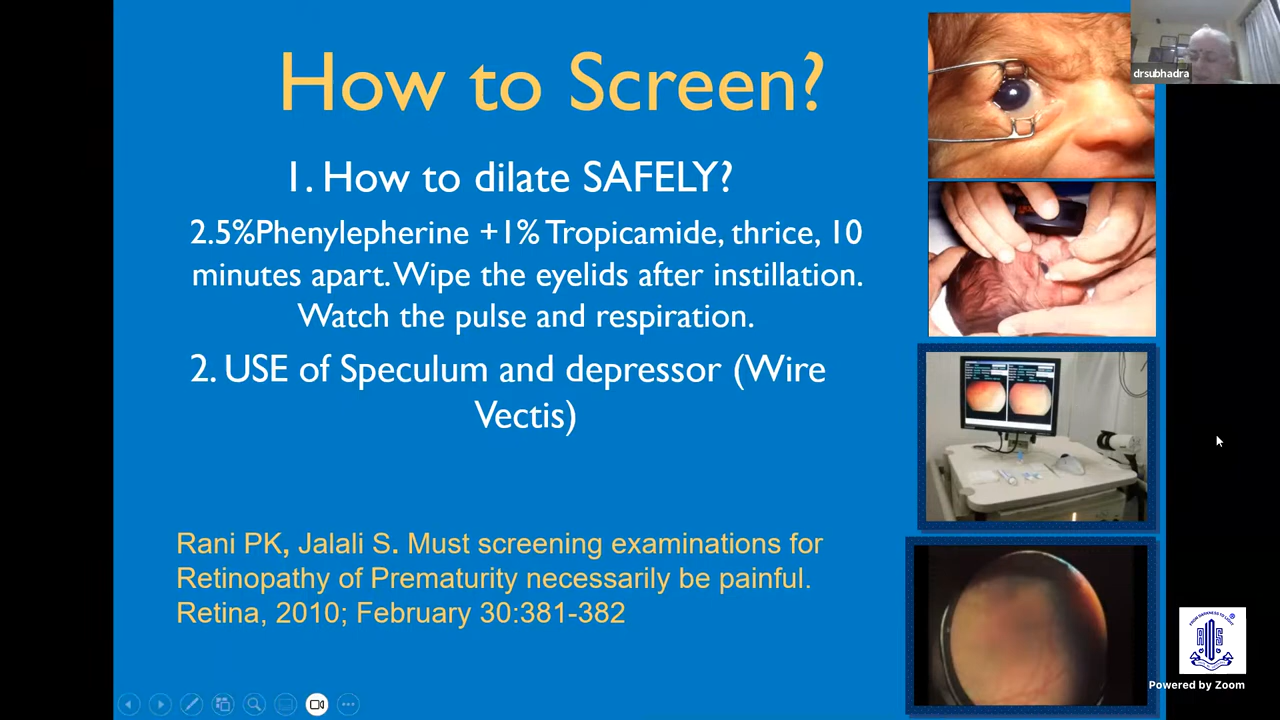 How to Screen?
1. How to dilate SAFELY?
2.5%Phenylepherine +1% Tropicamide, thrice, 10
minutes apart. Wipe the eyelids after instillation.
Watch the pulse and respiration.
2. USE of Speculum and depressor (Wire
Vectis)
Rani PK, Jalali S. Must screening examinations for
Retinopathy of Prematurity necessarily be painful.
Retina, 2010; February 30:381-382
drsubhadra
Powered by Zoom